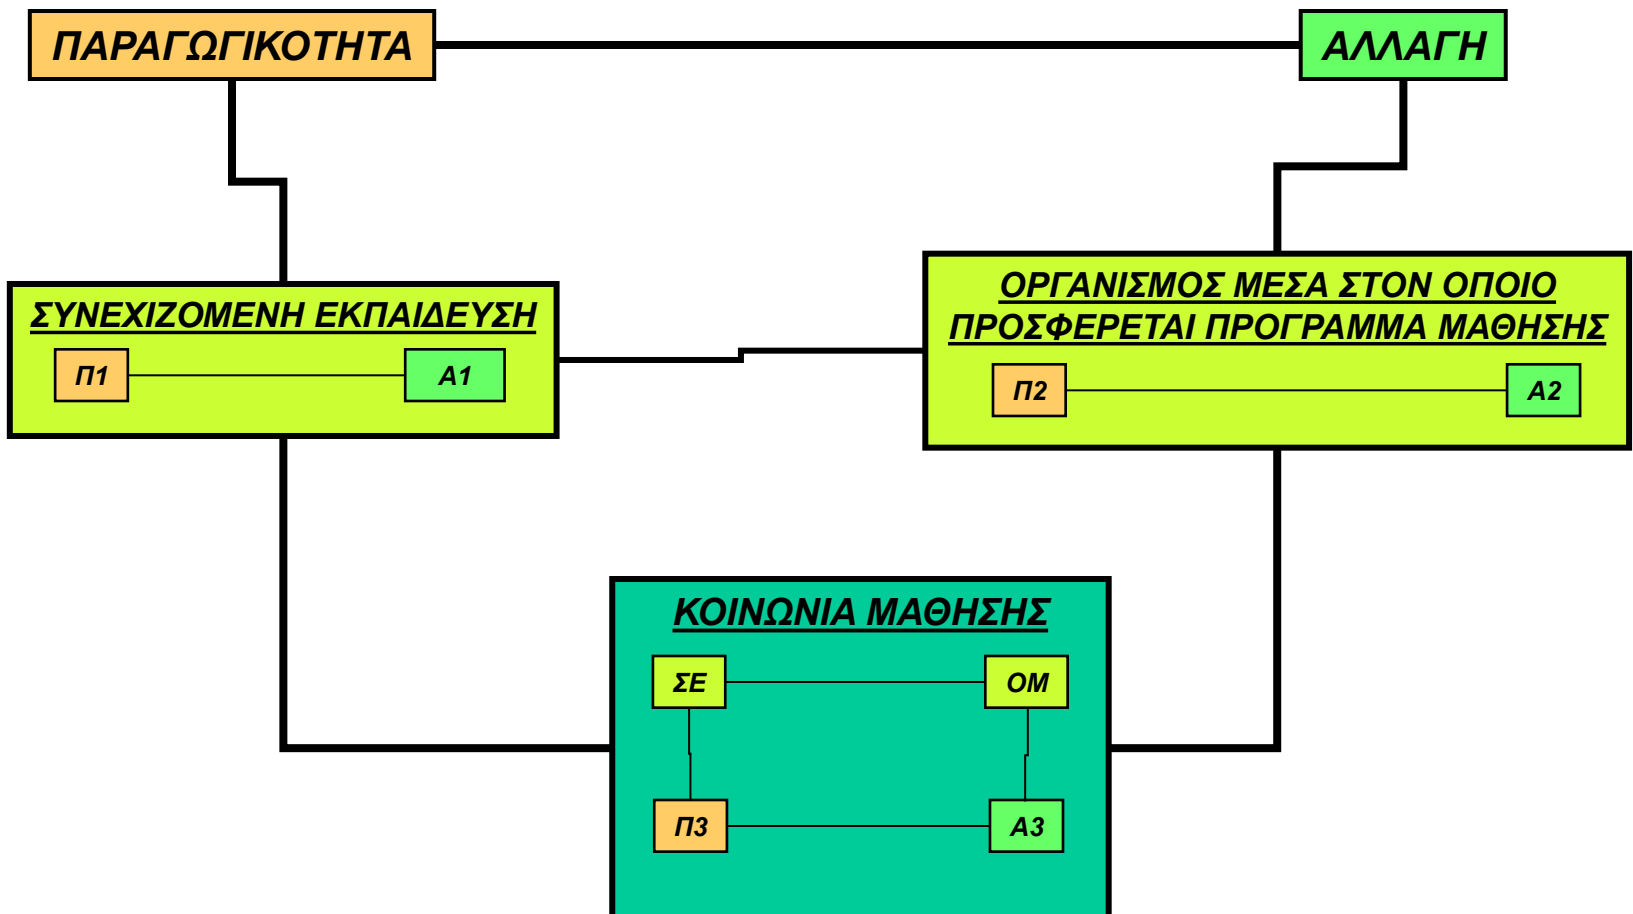 ΠΑΡΑΓΩΓΙΚΟΤΗΤΑ
ΑΛΛΑΓΗ
ΣΥΝΕΧΙΖΟΜΕΝΗ ΕΚΠΑΙΔΕΥΣΗ
Π1
Α1
ΟΡΓΑΝΙΣΜΟΣ ΜΕΣΑ ΣΤΟΝ ΟΠΟΙΟ
ΠΡΟΣΦΕΡΕΤΑΙ ΠΡΟΓΡΑΜΜΑ ΜΑΘΗΣΗΣ
Π2
Α2
ΚΟΙΝΩΝΙΑ ΜΑΘΗΣΗΣ
ΣΕ
ΟΜ
Π3
Α3